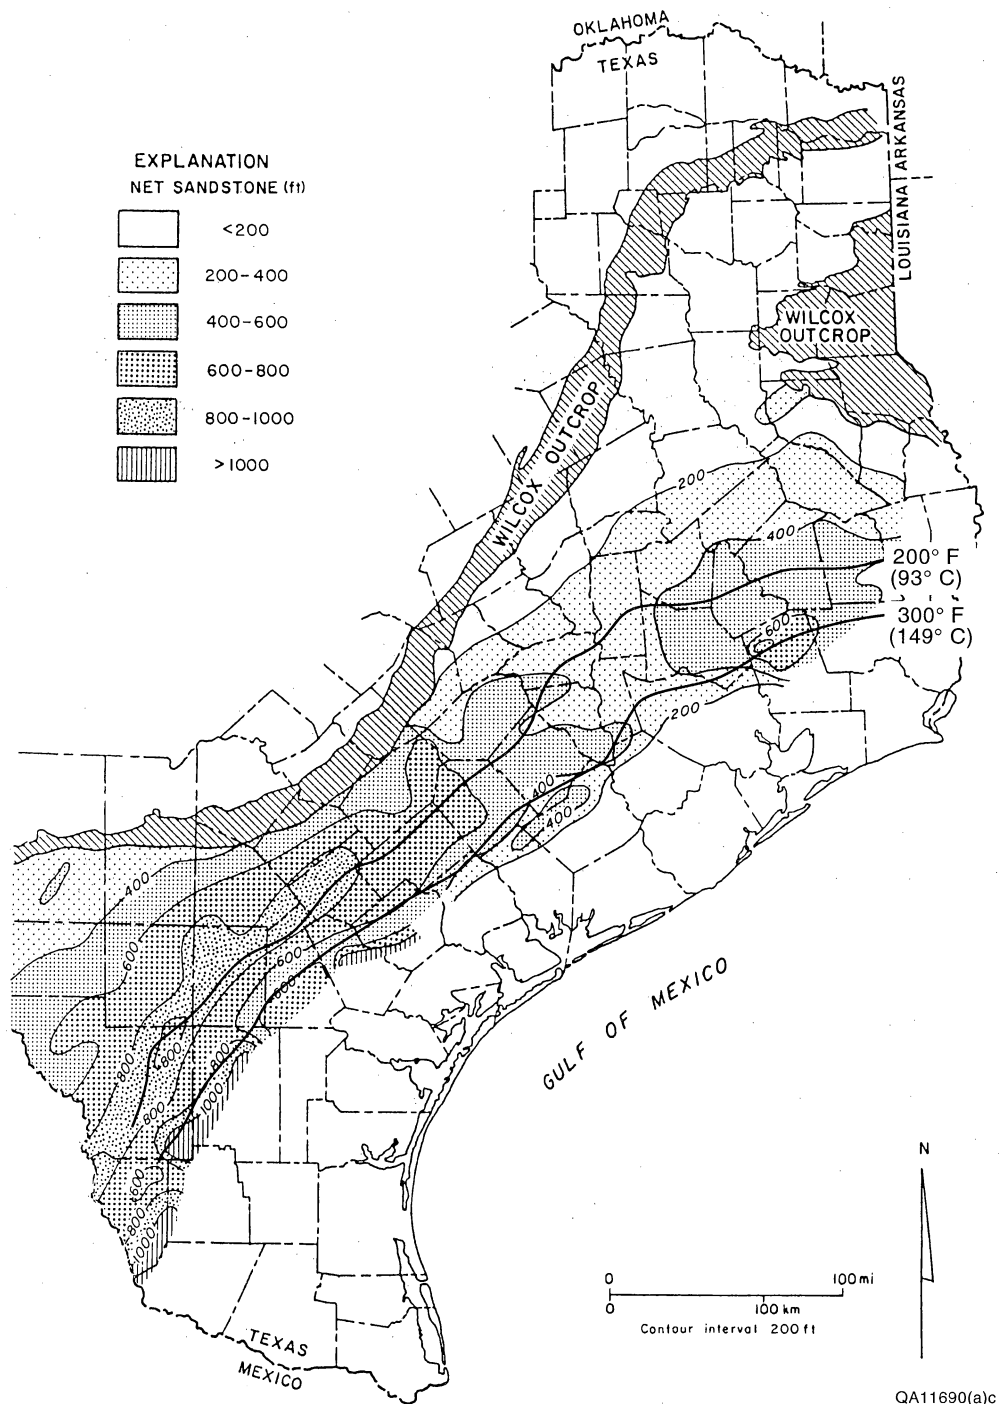 OKLAHOMA
TEXAS
LOUISIANA ARKANSAS
EXPLANATION
NET SANDSTONE (ft)
<200
200-400
400-600
600-800
800-1000
>1000
WILCOX
OUTCROP
WILCOX OUTCROP
200
400
200° F
(93° C)
300° F
(149° C)
600
200
400
400
400
600
600
600
800
800
800
800
1000
600
800
1000
GULF OF MEXICO
N
0
100 mi
0
100 km
Contour interval 200 ft
TEXAS
MEXICO
QA11690(a)c